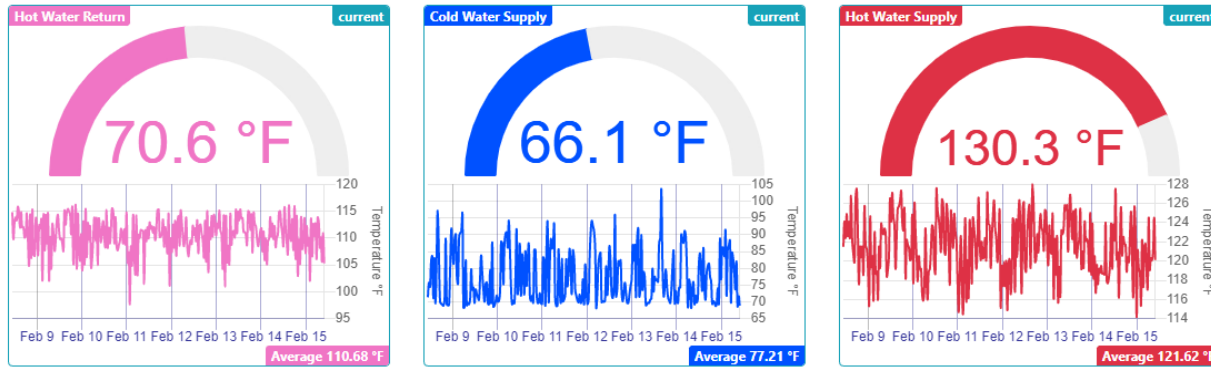 Hot Water Return
current
70.6 °F
120
115
110
105
100
95
Temperature °F
Feb 9 Feb 10 Feb 11 Feb 12 Feb 13 Feb 14 Feb 15
Average 110.68 °F
Cold Water Supply
current
66.1 °F
105
100
95
90
85
80
75
70
65
Temperature °F
Feb 9 Feb 10 Feb 11 Feb 12 Feb 13 Feb 14 Feb 15
Average 77.21 °F
Hot Water Supply
current
130.3 °F
128
126
124
122
120
118
116
114
Feb 9 Feb 10 Feb 11 Feb 12 Feb 13 Feb 14 Feb 15
Average 121.62 °F